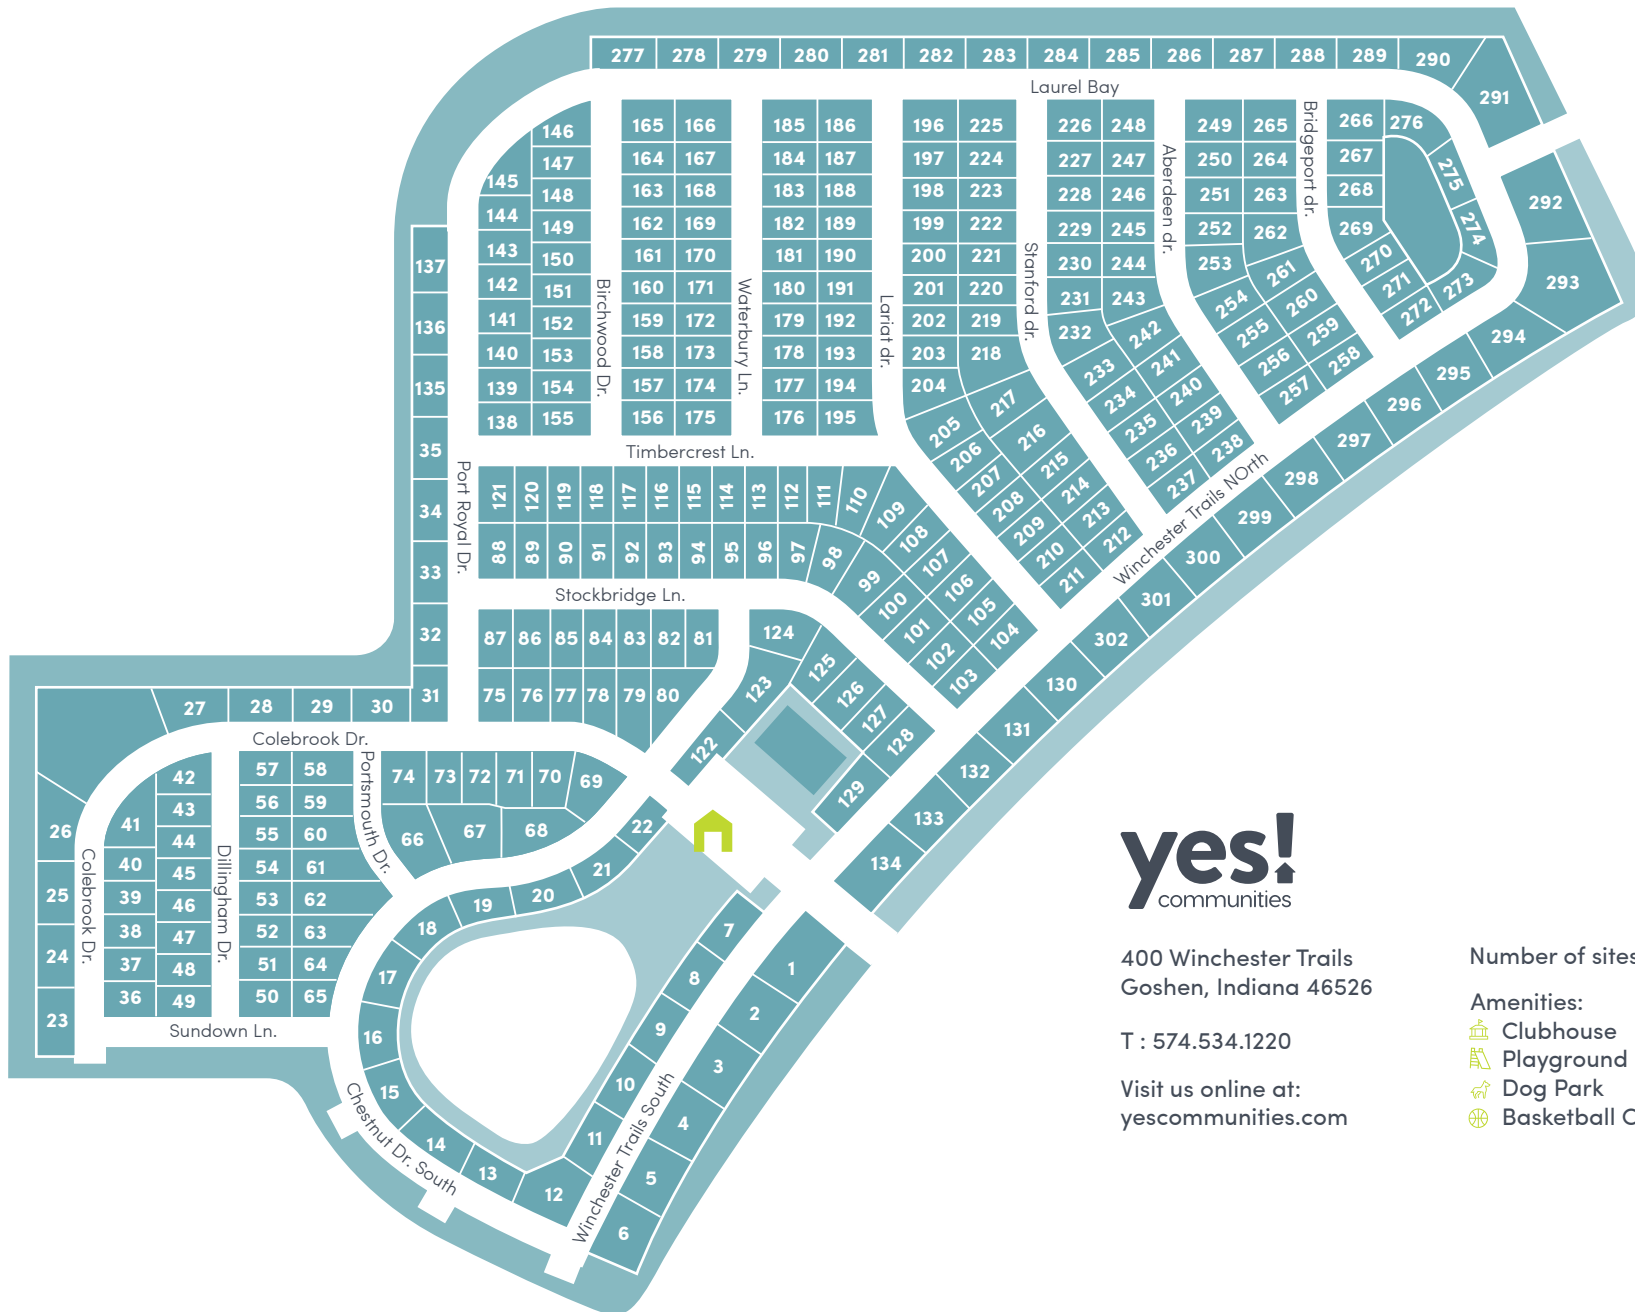 277 278 279 280 281 282 283 284 285 286 287 288 289 290
291
Laurel Bay
146 165 166 185 186 196 225 226 248 249 265 266 276
147 164 167 184 187 197 224 227 247 250 264 267 275
145 148 163 168 183 188 198 223 228 246 251 263 268 292
144 149 162 169 182 189 199 222 229 245 252 262 269 274
143 150 161 170 181 190 200 221 230 244 253 261 270
137 142 151 160 171 180 191 201 220 231 243 254 260 271 273 293
136 141 152 159 172 179 192 202 219 232 242 255 259 272 294
140 153 158 173 178 193 203 218 233 241 256 258 295
135 139 154 157 174 177 194 204 217 234 240 257 296
138 155 156 175 176 195 205 216 235 239 297
206 215 236 238 298
207 214 237 299
208 213 300
209 212 301
210 302
211
Birchwood Dr.
Waterbury Ln.
Lariat dr.
Stanford dr.
Aberdeen dr.
Bridgeport dr.
Timbercrest Ln.
Port Royal Dr.
Winchester Trails NOrth
35
34
33
32
31
121 120 119 118 117 116 115 114 113 112 111 110 109 108 107 106 105 104
88 89 90 91 92 93 94 95 96 97 98 99 100 101 102 103
Stockbridge Ln.
87 86 85 84 83 82 81 124 125 126 127 128 129
75 76 77 78 79 80 123 122
130
131
132
133
134
27 28 29 30
Colebrook Dr.
42 57 58 74 73 72 71 70 69
43 56 59
26 41 44 55 60 66 67 68 22
40 45 54 61 21
25 39 46 53 62 18 19 20
38 47 52 63
24 37 48 51 64 17
36 49 50 65
23 16
Colebrook Dr.
Dillingham Dr.
Portsmouth Dr.
Sundown Ln.
15
14
13
12
Chestnut Dr. South
7
8
9
10
11
Winchester Trails South
1
2
3
4
5
6
yes!
communities
400 Winchester Trails
Goshen, Indiana 46526
T : 574.534.1220
Visit us online at:
yescommunities.com
Number of sites
Amenities:
Clubhouse
Playground
Dog Park
Basketball C